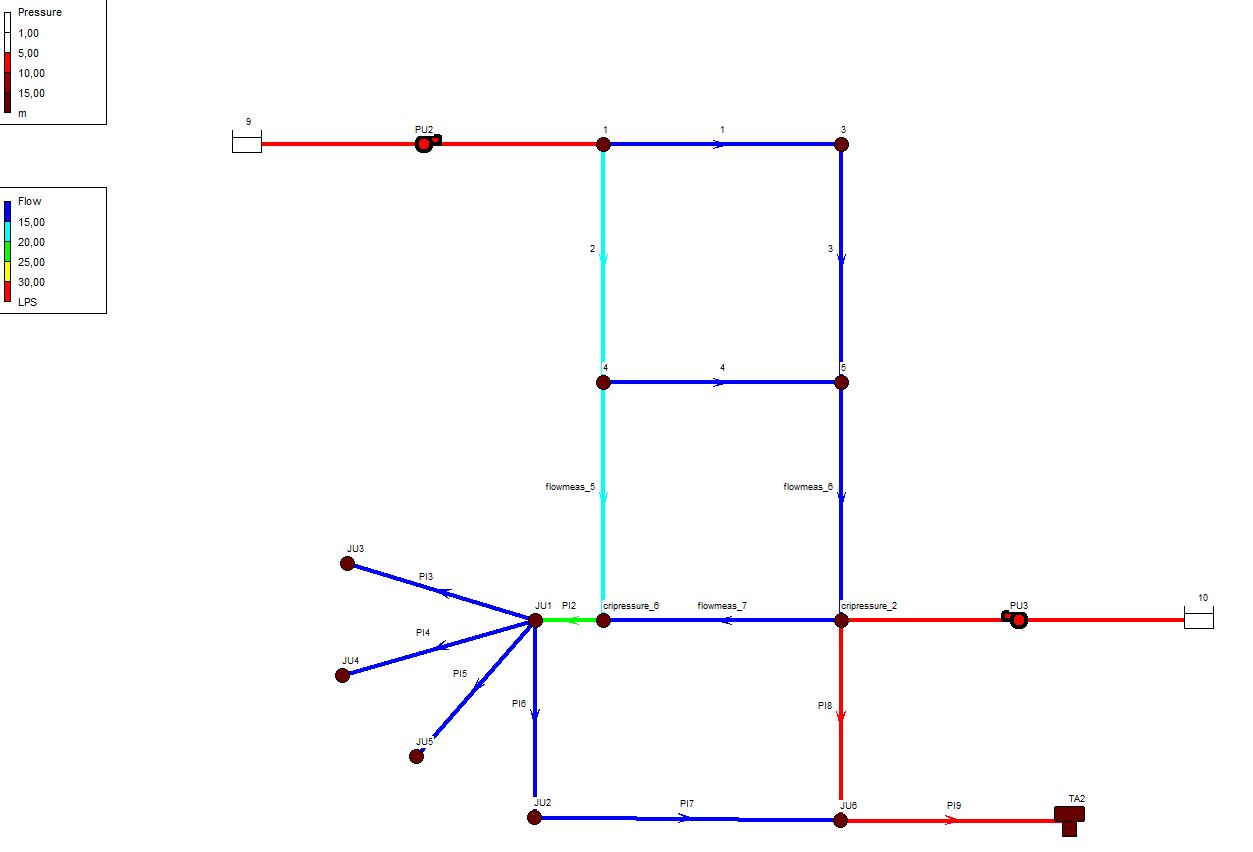 Pressure
1,00
5,00
10,00
15,00
m
Flow
15,00
20,00
25,00
30,00
LPS
9
PU2
1
1
3
2
3
4
4
5
flowmeas_5
flowmeas_6
JU3
PI3
JU1
PI2
cripressure_6
flowmeas_7
cripressure_2
PU3
10
PI4
JU4
PI5
PI6
PI8
JU5
JU2
PI7
JU6
PI9
TA2